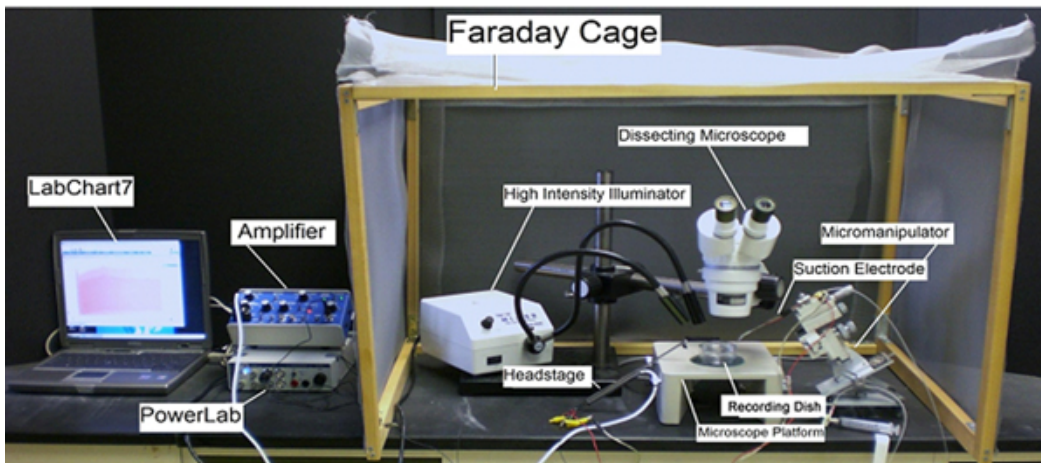 Faraday Cage
Dissecting Microscope
LabChart7
High Intensity Illuminator
Amplifier
Micromanipulator
Suction Electrode
Headstage
Recording Dish
PowerLab
Microscope Platform